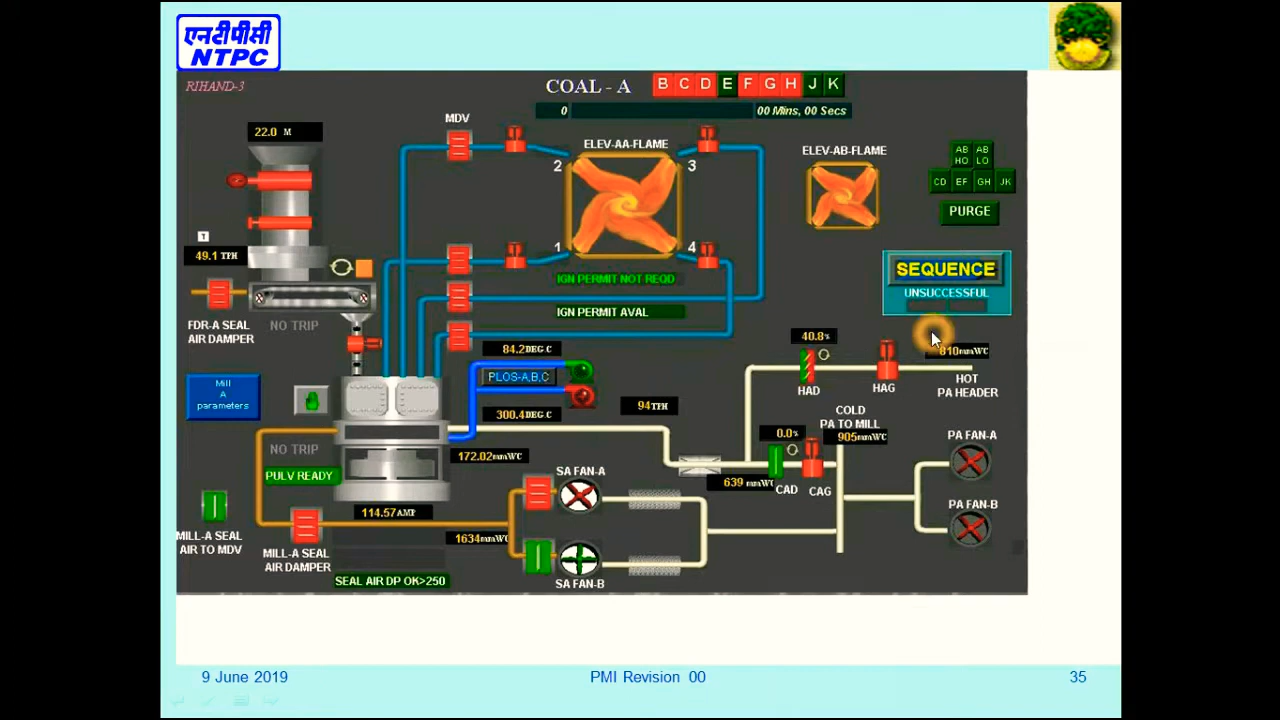 एनटीपीसी
NTPC
RIHAND-3
COAL - A
B C D E F G H J K
0
00 Mins, 00 Secs
22.0 M
MDV
ELEV-AA-FLAME
2
3
1
4
IGN PERMIT NOT REQD
IGN PERMIT AVAL
ELEV-AB-FLAME
AB HO
AB LO
CD EF GH JK
PURGE
SEQUENCE
UNSUCCESSFUL
1
49.1 TPH
FDR-A SEAL
AIR DAMPER
NO TRIP
Mill
A
parameters
84.2DEG.C
PLOS-A,B,C
300.4DEG.C
94TPH
40.8%
HAD
HAG
810mmWC
HOT
PA HEADER
COLD
PA TO MILL
905mmWC
0.0%
CAD
CAG
639 mmWC
PA FAN-A
PA FAN-B
NO TRIP
PULV READY
172.02mmWC
MILL-A SEAL
AIR TO MDV
MILL-A SEAL
AIR DAMPER
114.57AMP
1634mmWC
SA FAN-A
SA FAN-B
SEAL AIR DP OK>250
9 June 2019
PMI Revision 00
35